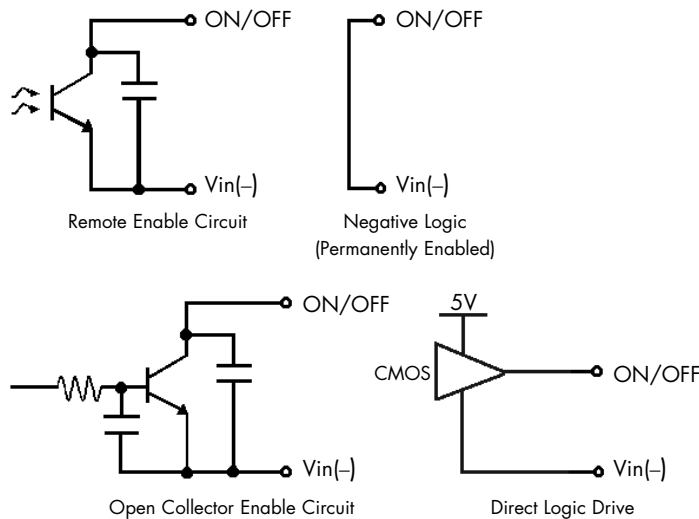 ON/OFF
Vin(–)
Remote Enable Circuit
ON/OFF
Vin(–)
Negative Logic
(Permanently Enabled)
ON/OFF
Vin(–)
Open Collector Enable Circuit
5V
CMOS
ON/OFF
Vin(–)
Direct Logic Drive